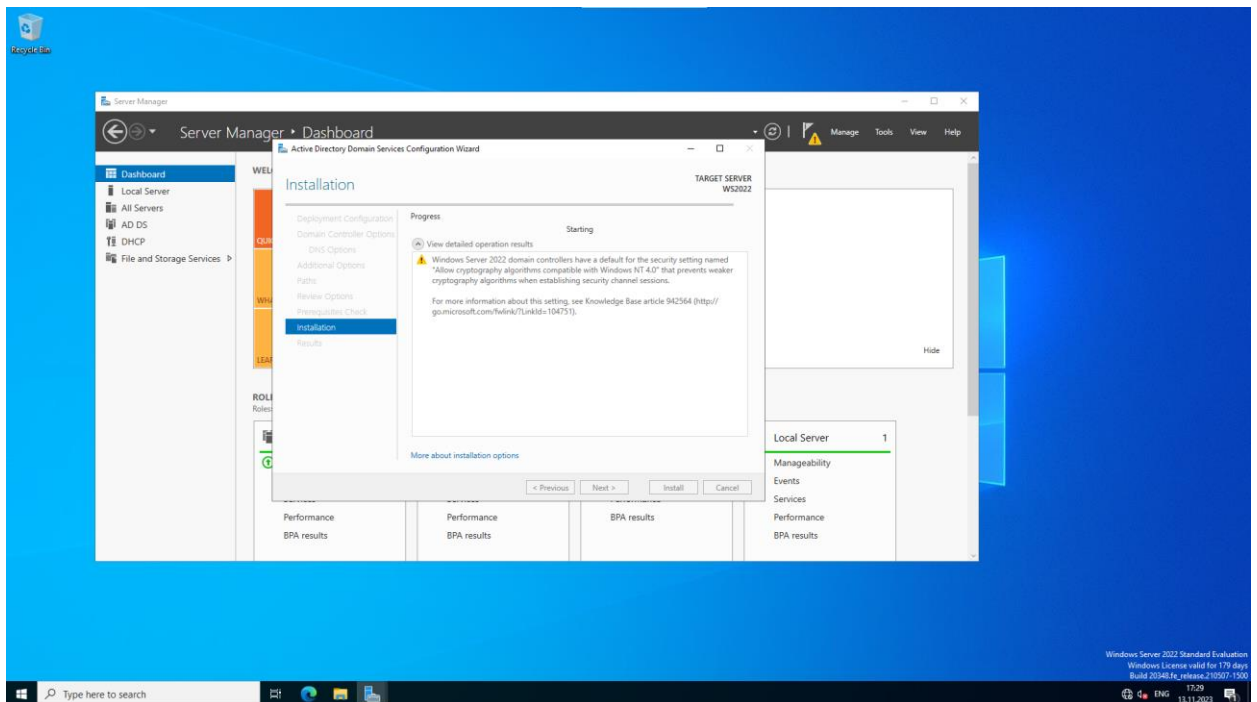 Recycle Bin
Server Manager
Server Manager • Dashboard
Manage Tools View Help
Dashboard
Local Server
All Servers
AD DS
DHCP
File and Storage Services
WEL
QUI
WHA
LEAR
Hide
ROLE
Roles:
Active Directory Domain Services Configuration Wizard
Installation
TARGET SERVER
WS2022
Deployment Configuration
Domain Controller Options
DNS Options
Additional Options
Paths
Review Options
Prerequisites Check
Installation
Results
Progress
Starting
View detailed operation results
Windows Server 2022 domain controllers have a default for the security setting named
"Allow cryptography algorithms compatible with Windows NT 4.0" that prevents weaker
cryptography algorithms when establishing security channel sessions.
For more information about this setting, see Knowledge Base article 942564 (http://
go.microsoft.com/fwlink/?LinkId=104751).
More about installation options
< Previous Next > Install Cancel
Local Server 1
Manageability
Events
Services
Performance
BPA results
Performance
BPA results
Performance
BPA results
BPA results
Windows Server 2022 Standard Evaluation
Windows License valid for 179 days
Build 20348.fe_release.210507-1500
Type here to search
ENG
17:29
13.11.2023